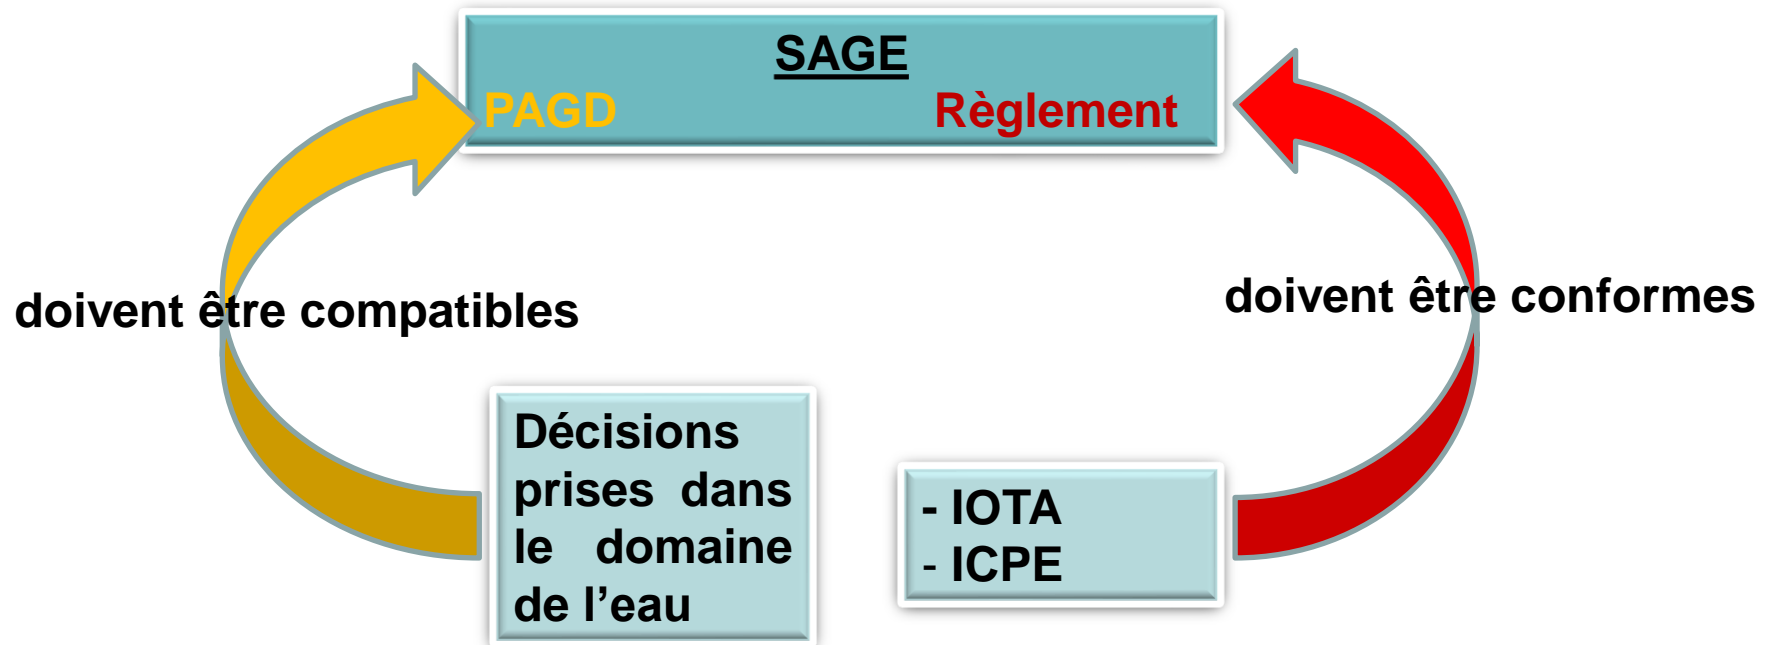 SAGE
PAGD Règlement
doivent être compatibles
doivent être conformes
Décisions
prises dans
le domaine
de l’eau
- IOTA
- ICPE